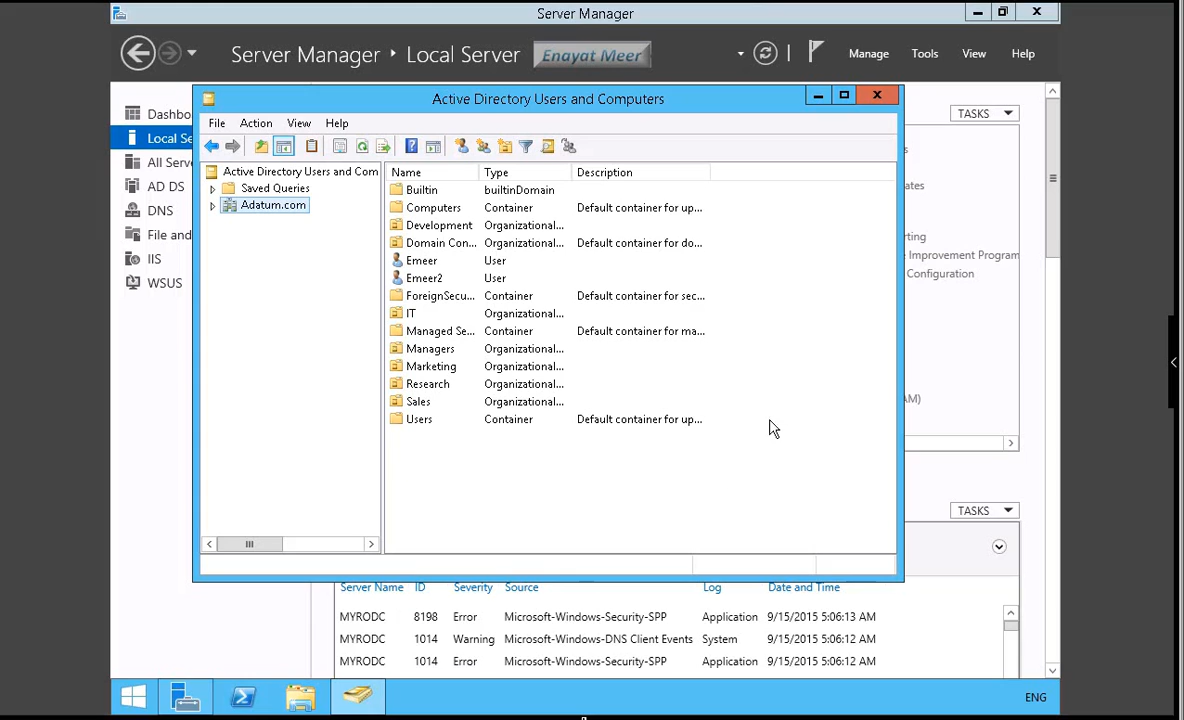 Server Manager
Server Manager • Local Server
Enayat Meer
Manage
Tools
View
Help
Dashbo
Local Se
All Serv
AD DS
DNS
File and
IIS
WSUS
TASKS
ates
rting
e Improvement Program
Configuration
AM)
TASKS
Active Directory Users and Computers
File
Action
View
Help
Active Directory Users and Com
Saved Queries
Adatum.com
Name Type Description
Builtin builtinDomain
Computers Container Default container for up...
Development Organizational...
Domain Con... Organizational... Default container for do...
Emeer User
Emeer2 User
ForeignSecu... Container Default container for sec...
IT Organizational...
Managed Se... Container Default container for ma...
Managers Organizational...
Marketing Organizational...
Research Organizational...
Sales Organizational...
Users Container Default container for up...
Server Name ID Severity Source Log Date and Time
MYRODC 8198 Error Microsoft-Windows-Security-SPP Application 9/15/2015 5:06:13 AM
MYRODC 1014 Warning Microsoft-Windows-DNS Client Events System 9/15/2015 5:06:12 AM
MYRODC 1014 Error Microsoft-Windows-Security-SPP Application 9/15/2015 5:06:12 AM
ENG